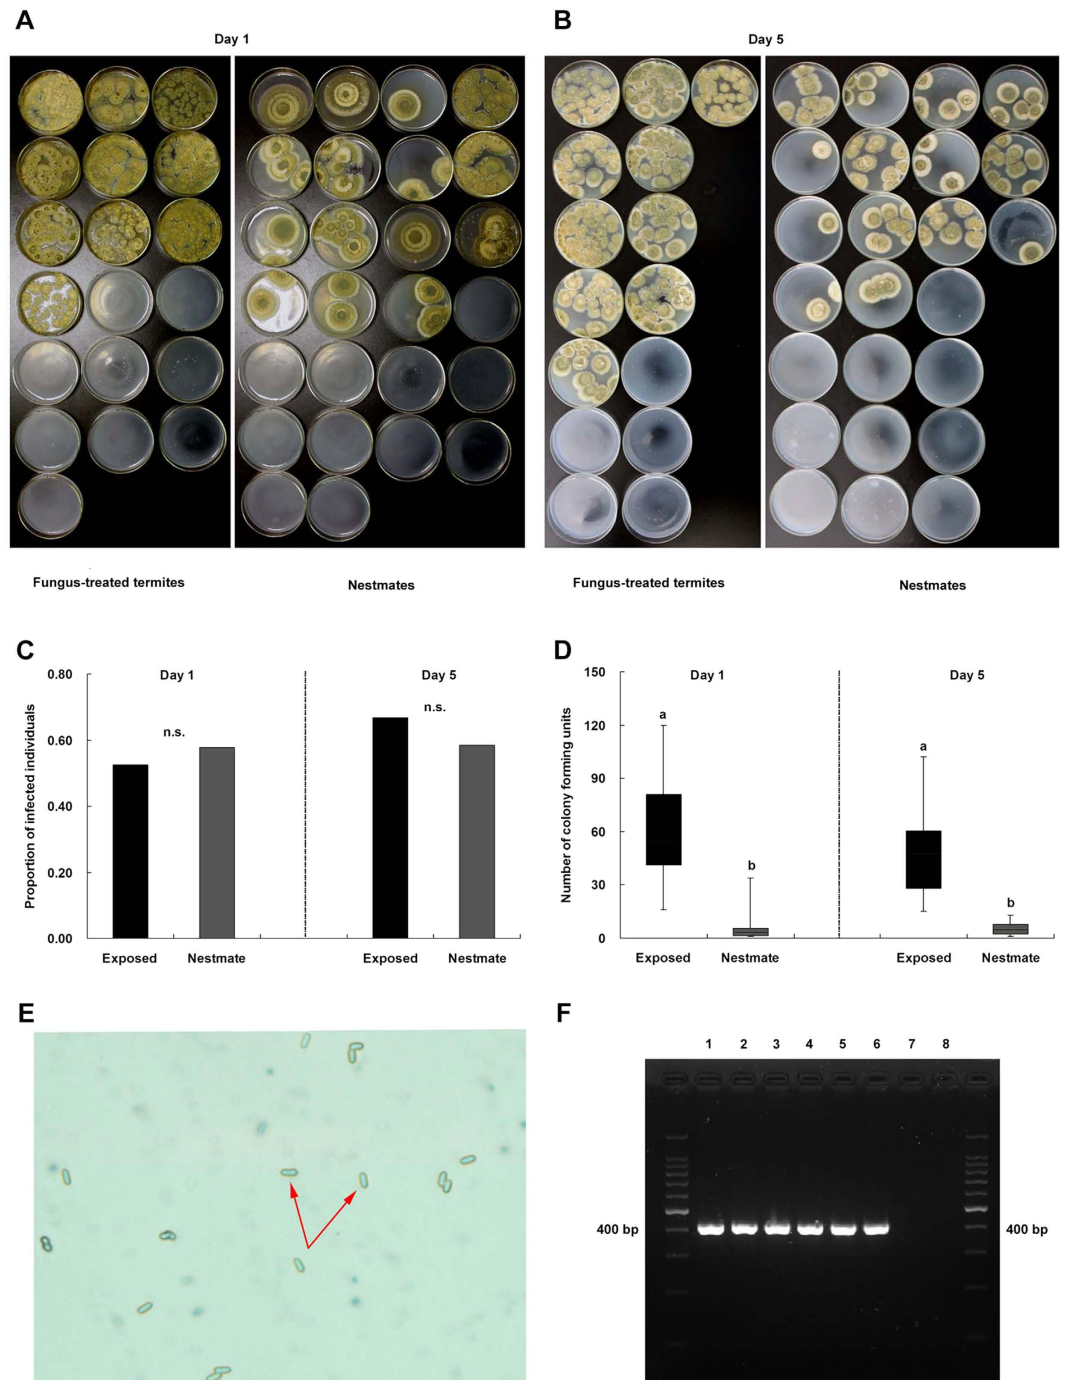 A
B
Day 1
Day 5
Fungus-treated termites
Nestmates
Fungus-treated termites
Nestmates
C
Proportion of infected individuals
0.80
0.60
0.40
0.20
0.00
Day 1
Day 5
n.s.
n.s.
Exposed
Nestmate
Exposed
Nestmate
D
Number of colony forming units
150
120
90
60
30
0
Day 1
Day 5
a
b
a
b
Exposed
Nestmate
Exposed
Nestmate
E
F
1 2 3 4 5 6 7 8
400 bp
400 bp